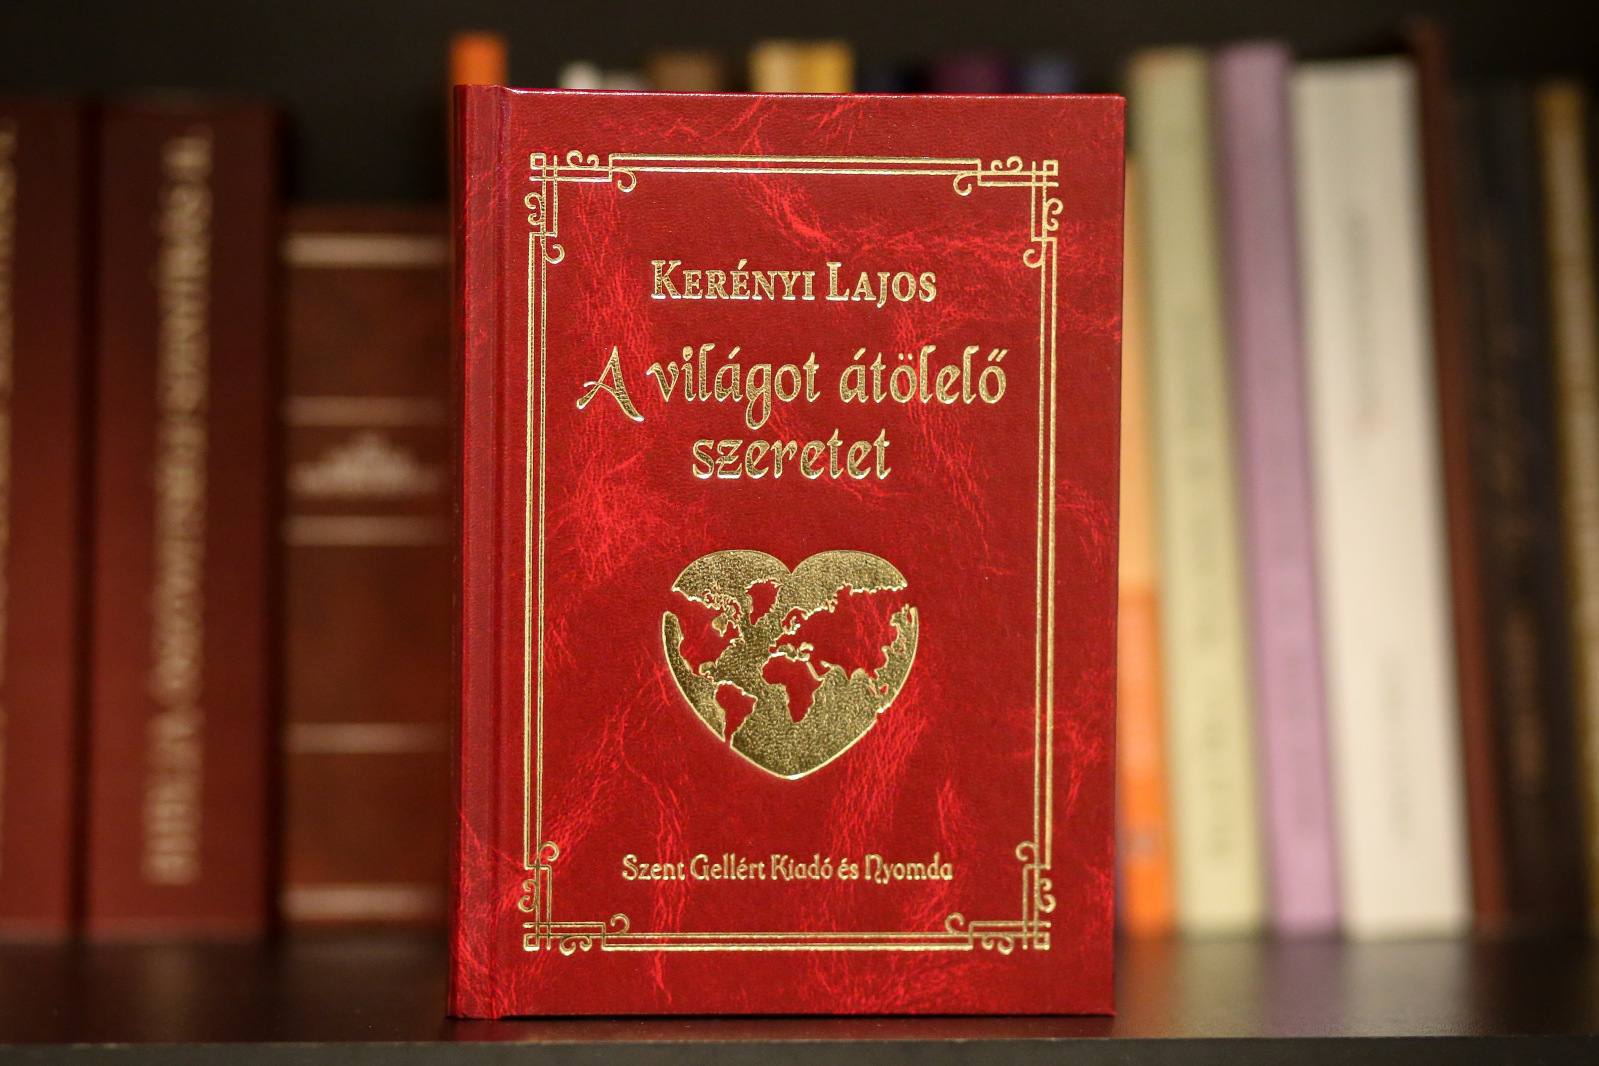 KERÉNYI LAJOS
A világot átölelő
szeretet
Szent Gellért Kiadó és Nyomda